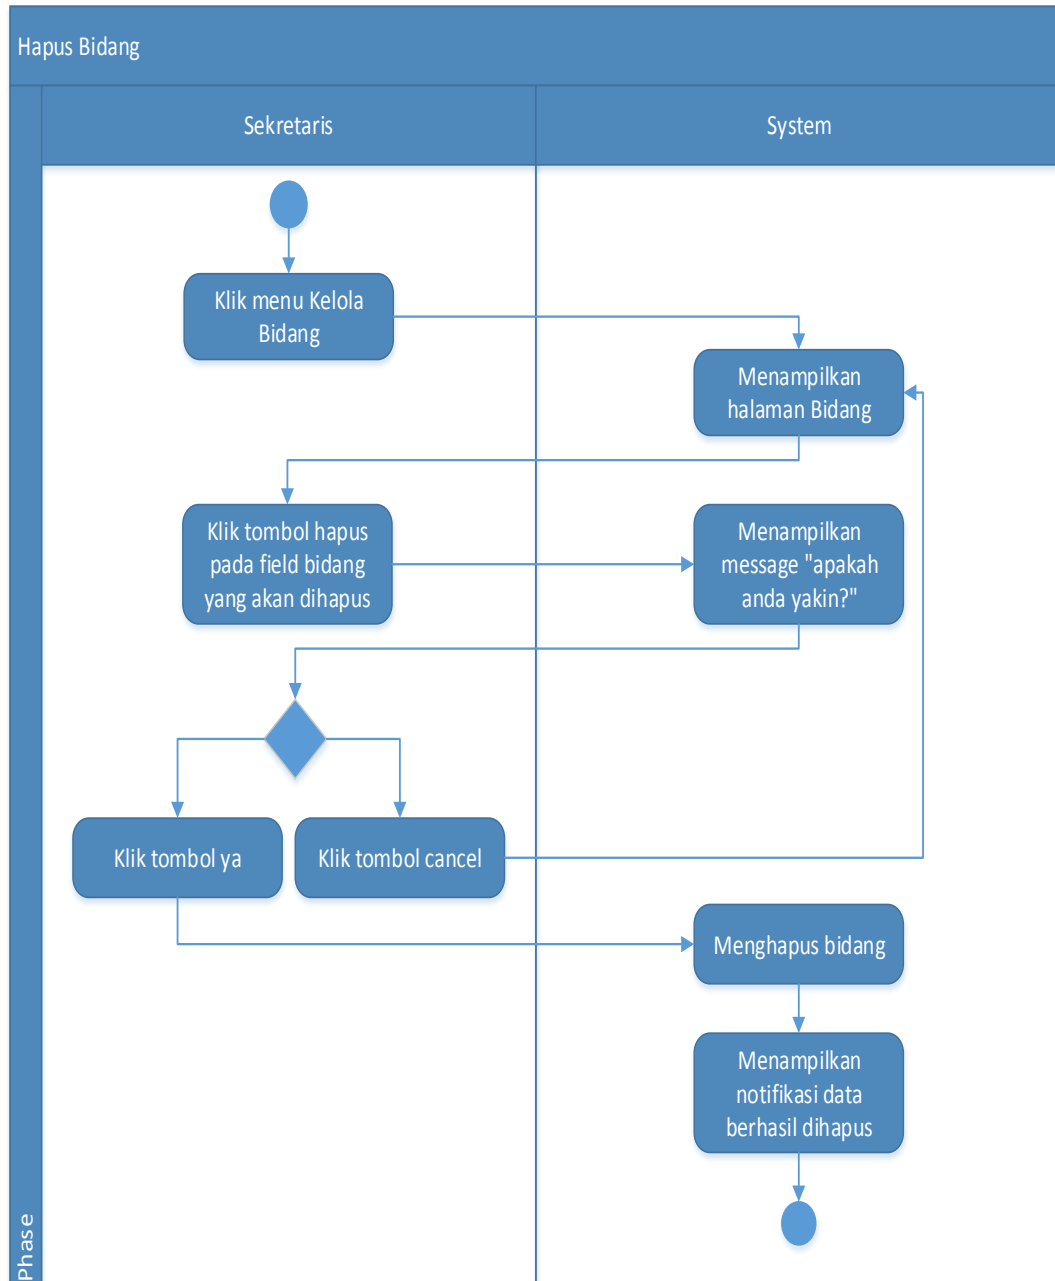 Hapus Bidang
Sekretaris
System
Klik menu Kelola
Bidang
Menampilkan
halaman Bidang
Klik tombol hapus
pada field bidang
yang akan dihapus
Menampilkan
message "apakah
anda yakin?"
Klik tombol ya
Klik tombol cancel
Menghapus bidang
Menampilkan
notifikasi data
berhasil dihapus
Phase